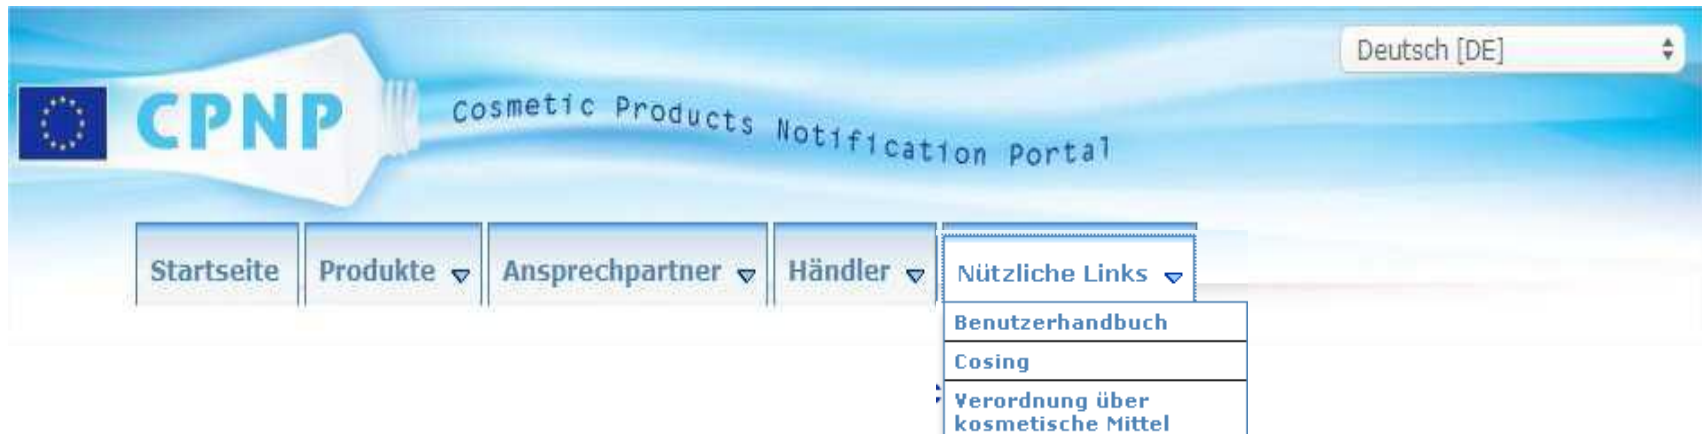 Deutsch [DE]
CPNP
Cosmetic Products Notification Portal
Startseite Produkte Ansprechpartner Händler Nützliche Links
Benutzerhandbuch
Cosing
Verordnung über
kosmetische Mittel